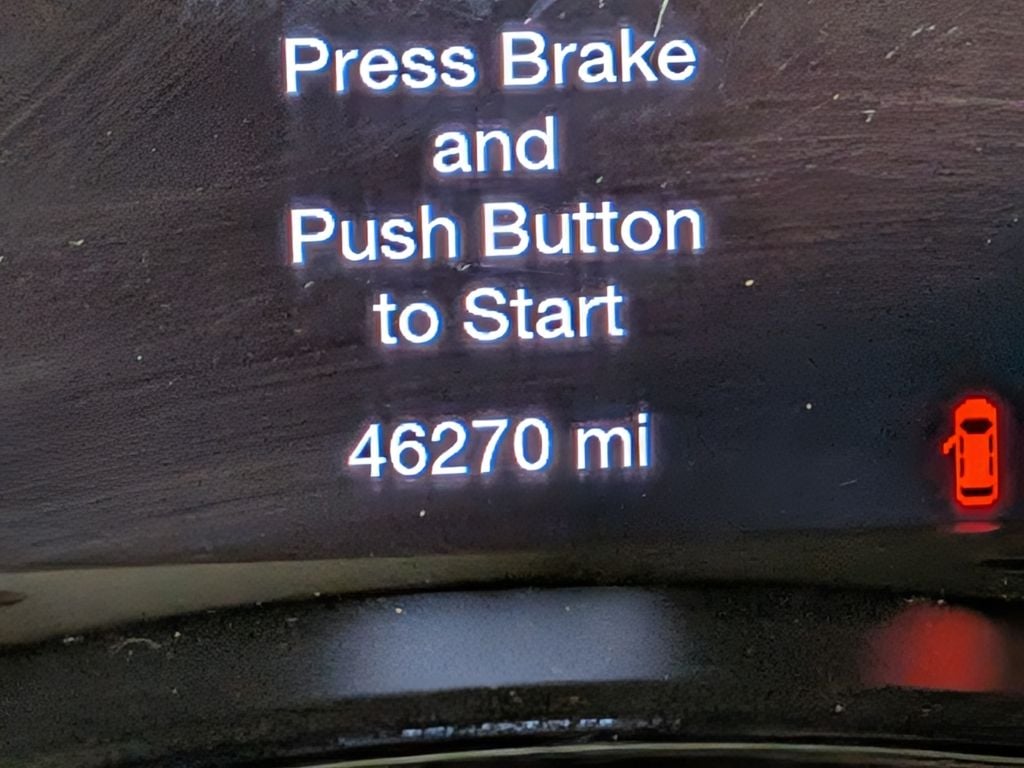 Press Brake
and
Push Button
to Start
46270 mi